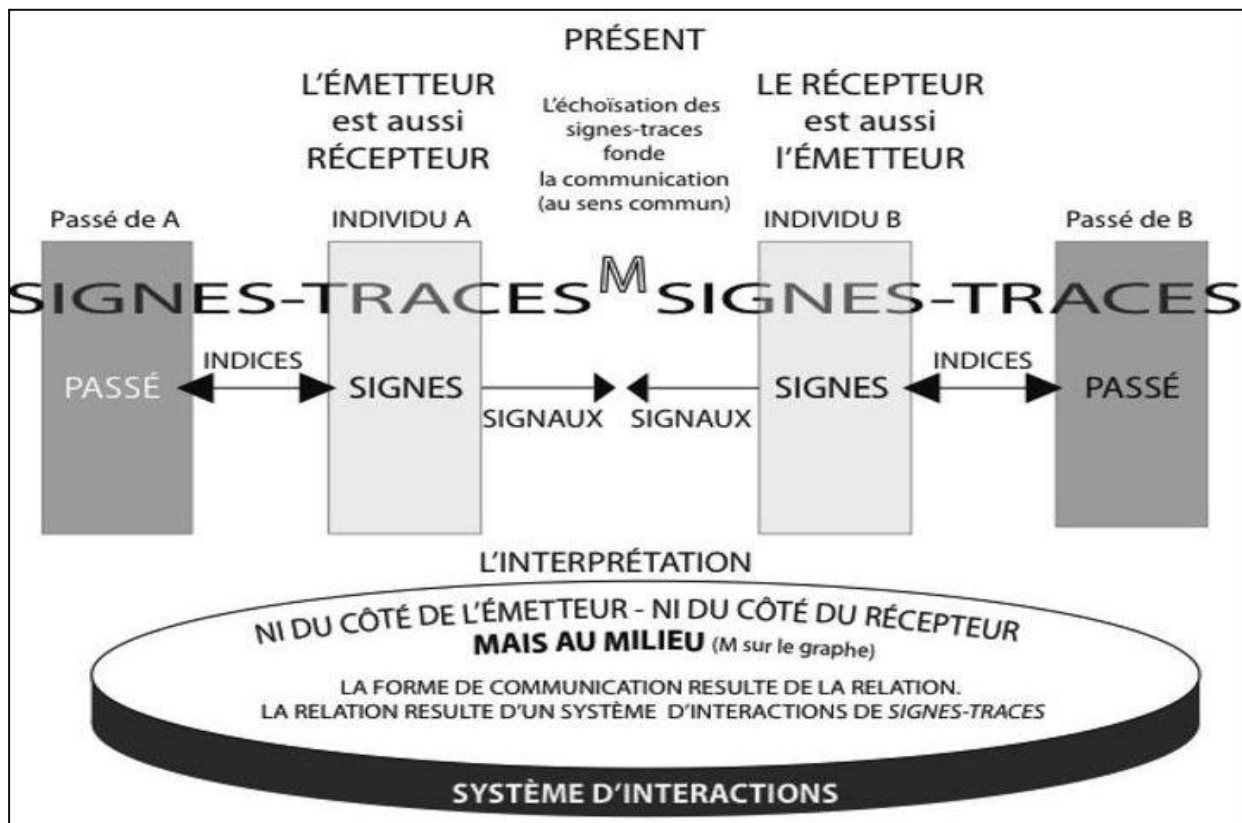 PRÉSENT
L'ÉMETTEUR
est aussi
RÉCEPTEUR
L'échoïsation des
signes-traces
fonde
la communication
(au sens commun)
LE RÉCEPTEUR
est aussi
l'ÉMETTEUR
Passé de A
INDIVIDU A
INDIVIDU B
Passé de B
SIGNES-TRACES M SIGNES-TRACES
PASSÉ
INDICES
SIGNES
SIGNAUX
SIGNAUX
SIGNES
INDICES
PASSÉ
L'INTERPRÉTATION
NI DU CÔTÉ DE L'ÉMETTEUR - NI DU CÔTÉ DU RÉCEPTEUR
MAIS AU MILIEU (M sur le graphe)
LA FORME DE COMMUNICATION RESULTE DE LA RELATION.
LA RELATION RESULTE D'UN SYSTÈME D'INTERACTIONS DE SIGNES-TRACES
SYSTÈME D'INTERACTIONS